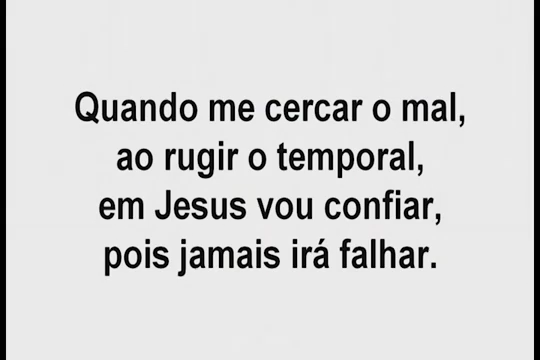 Quando me cercar o mal,
ao rugir o temporal,
em Jesus vou confiar,
pois jamais irá falhar.